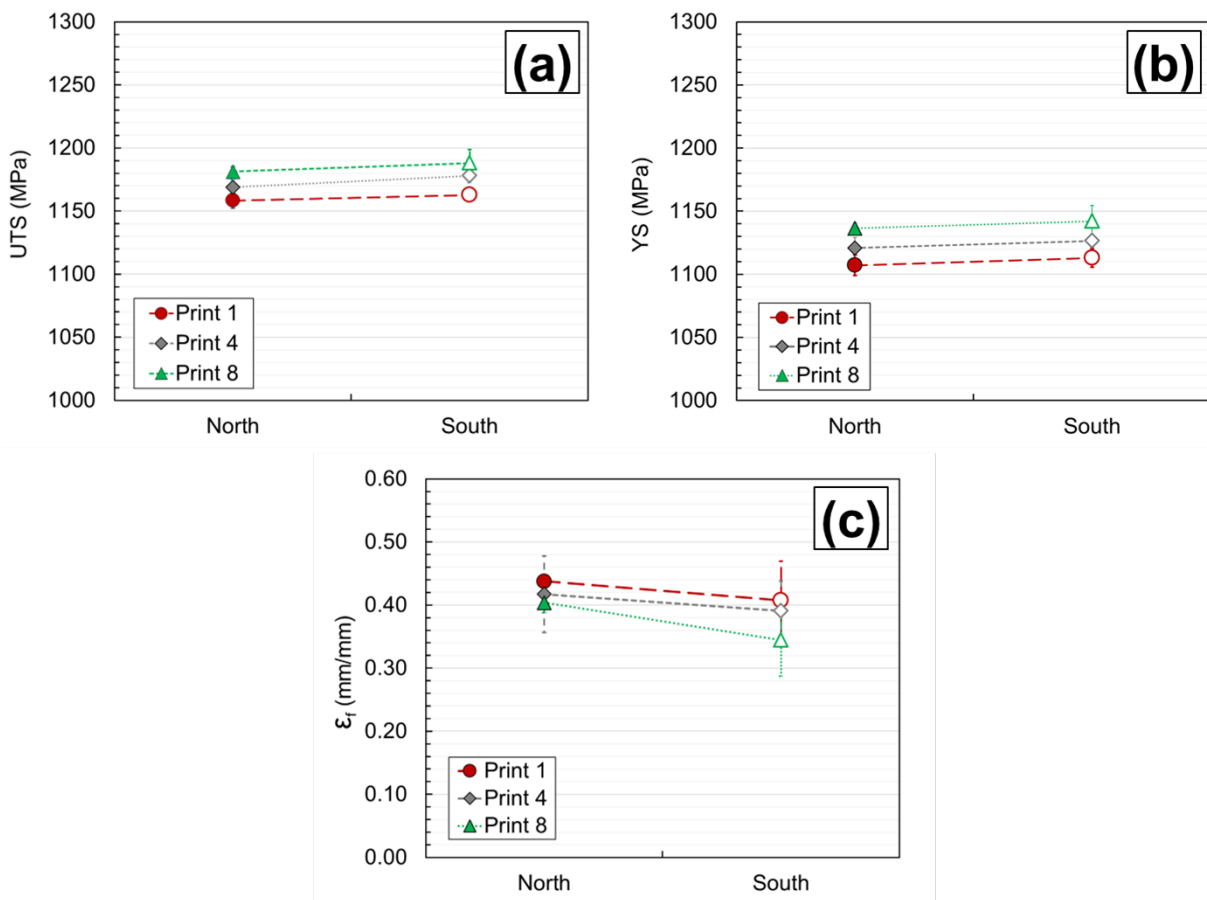 (a)
UTS (MPa)
1300
1250
1200
1150
1100
1050
1000
Print 1
Print 4
Print 8
North South
(b)
YS (MPa)
1300
1250
1200
1150
1100
1050
1000
Print 1
Print 4
Print 8
North South
(c)
εf (mm/mm)
0.60
0.50
0.40
0.30
0.20
0.10
0.00
Print 1
Print 4
Print 8
North South